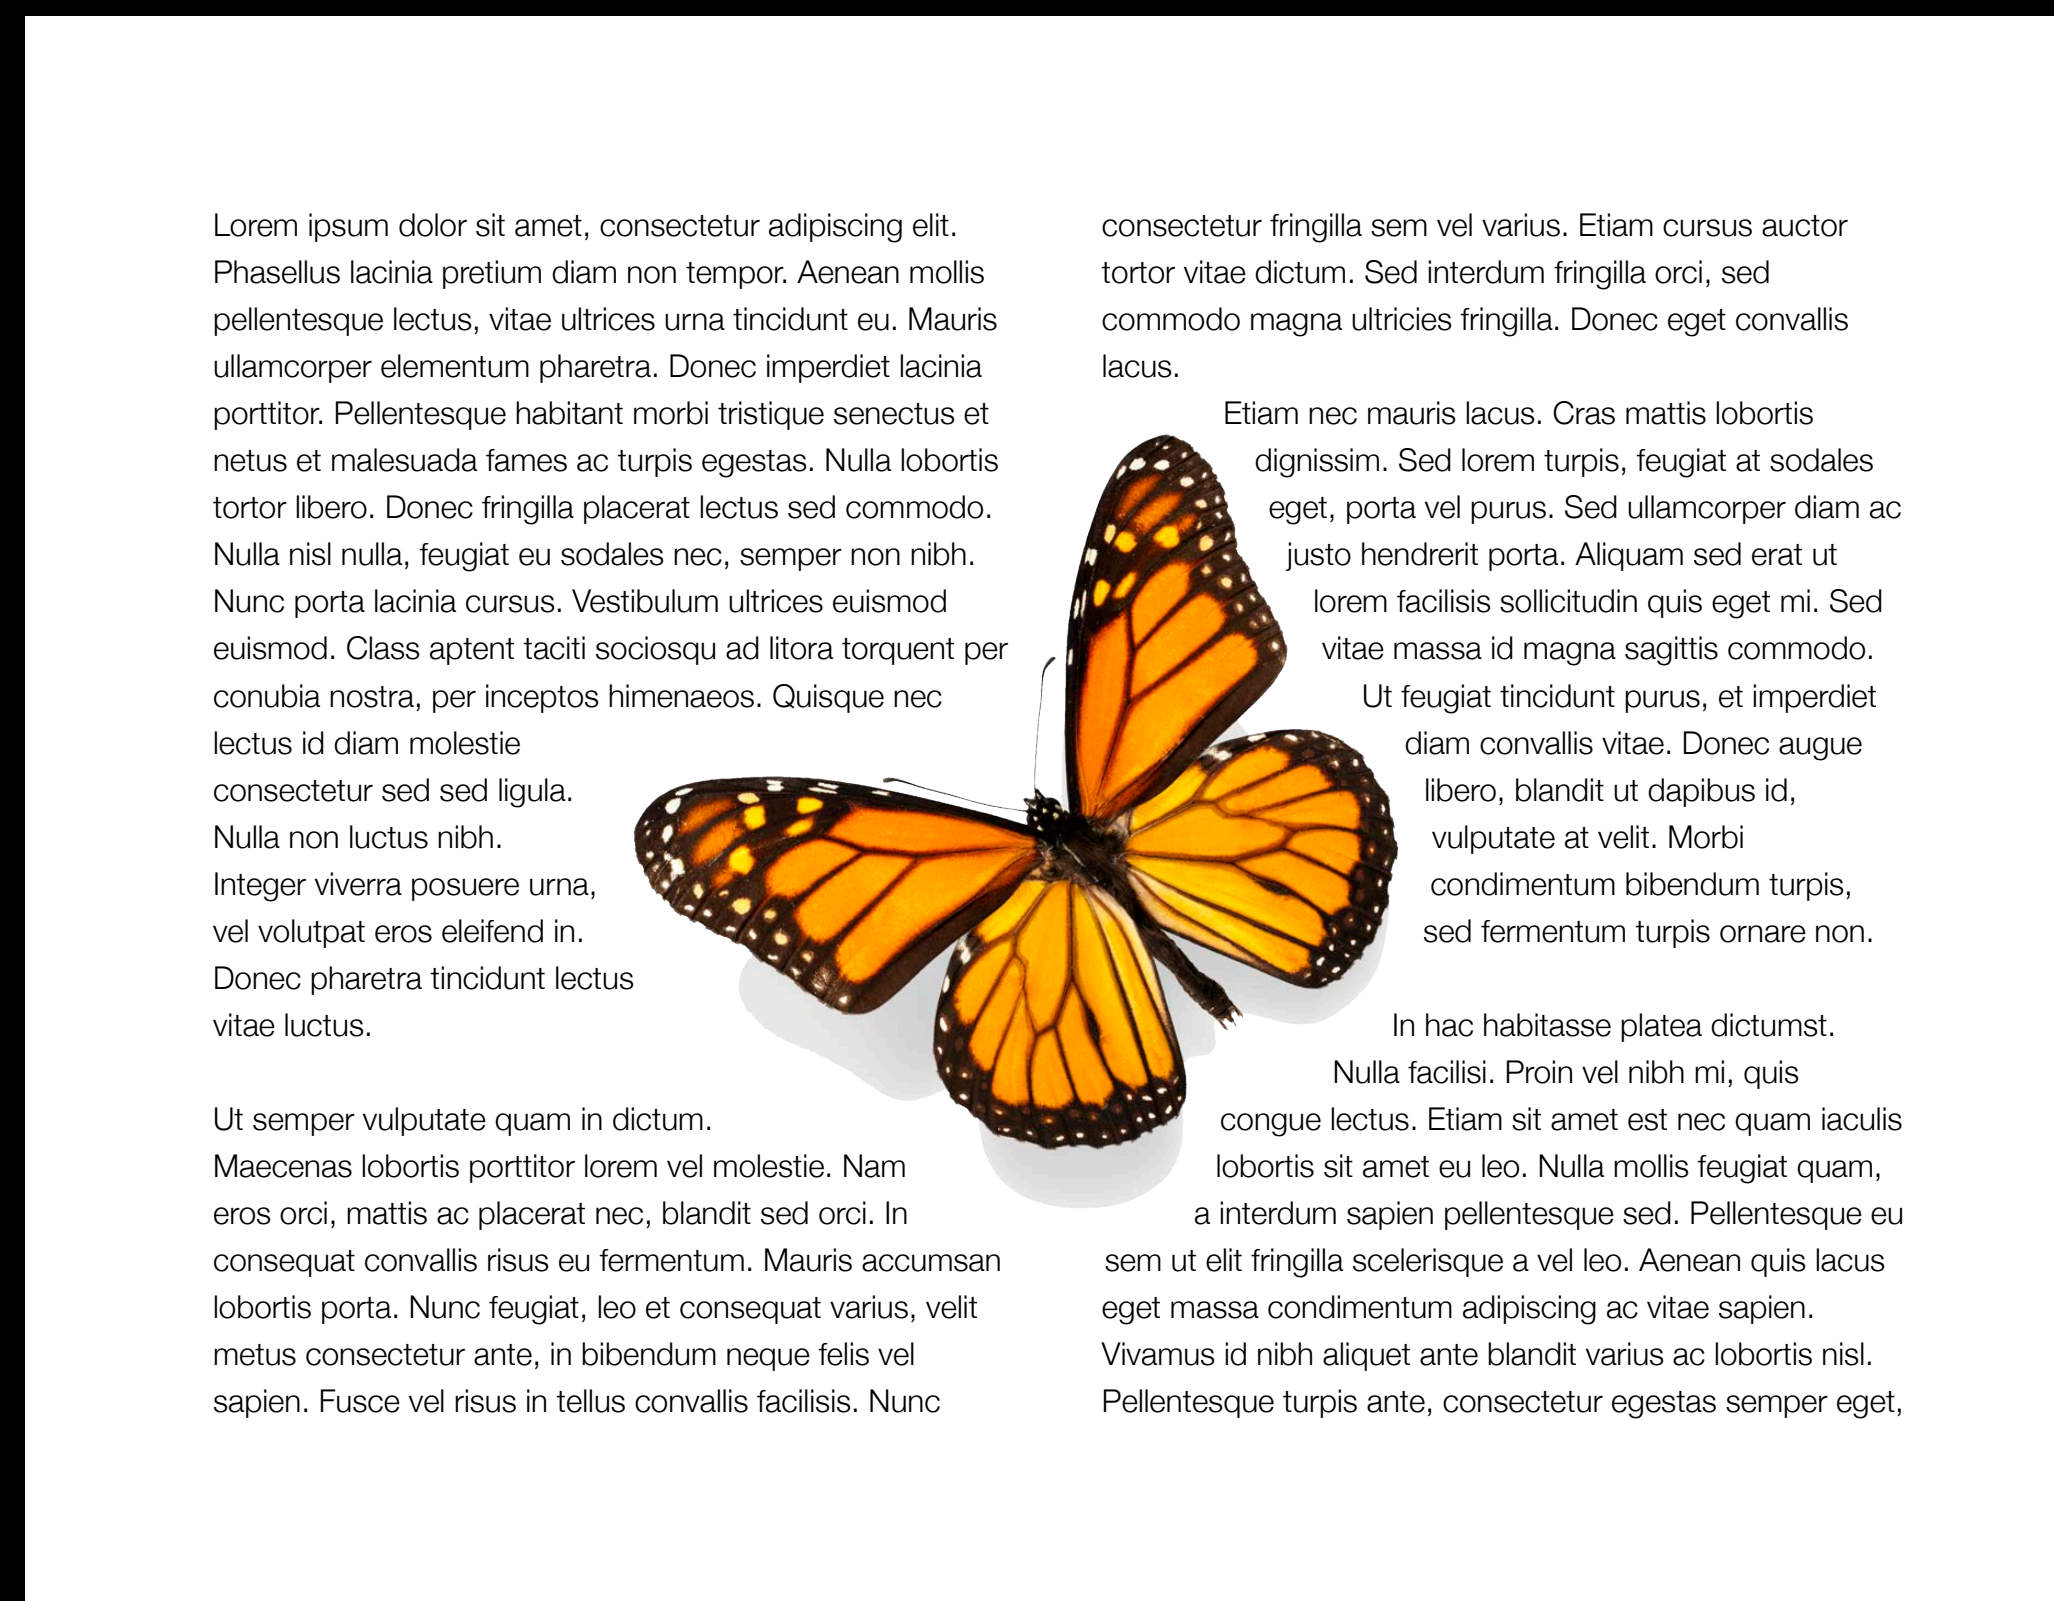 Lorem ipsum dolor sit amet, consectetur adipiscing elit.
Phasellus lacinia pretium diam non tempor. Aenean mollis
pellentesque lectus, vitae ultrices urna tincidunt eu. Mauris
ullamcorper elementum pharetra. Donec imperdiet lacinia
porttitor. Pellentesque habitant morbi tristique senectus et
netus et malesuada fames ac turpis egestas. Nulla lobortis
tortor libero. Donec fringilla placerat lectus sed commodo.
Nulla nisl nulla, feugiat eu sodales nec, semper non nibh.
Nunc porta lacinia cursus. Vestibulum ultrices euismod
euismod. Class aptent taciti sociosqu ad litora torquent per
conubia nostra, per inceptos himenaeos. Quisque nec
lectus id diam molestie
consectetur sed sed ligula.
Nulla non luctus nibh.
Integer viverra posuere urna,
vel volutpat eros eleifend in.
Donec pharetra tincidunt lectus
vitae luctus.
Ut semper vulputate quam in dictum.
Maecenas lobortis porttitor lorem vel molestie. Nam
eros orci, mattis ac placerat nec, blandit sed orci. In
consequat convallis risus eu fermentum. Mauris accumsan
lobortis porta. Nunc feugiat, leo et consequat varius, velit
metus consectetur ante, in bibendum neque felis vel
sapien. Fusce vel risus in tellus convallis facilisis. Nunc
consectetur fringilla sem vel varius. Etiam cursus auctor
tortor vitae dictum. Sed interdum fringilla orci, sed
commodo magna ultricies fringilla. Donec eget convallis
lacus.
Etiam nec mauris lacus. Cras mattis lobortis
dignissim. Sed lorem turpis, feugiat at sodales
eget, porta vel purus. Sed ullamcorper diam ac
justo hendrerit porta. Aliquam sed erat ut
lorem facilisis sollicitudin quis eget mi. Sed
vitae massa id magna sagittis commodo.
Ut feugiat tincidunt purus, et imperdiet
diam convallis vitae. Donec augue
libero, blandit ut dapibus id,
vulputate at velit. Morbi
condimentum bibendum turpis,
sed fermentum turpis ornare non.
In hac habitasse platea dictumst.
Nulla facilisi. Proin vel nibh mi, quis
congue lectus. Etiam sit amet est nec quam iaculis
lobortis sit amet eu leo. Nulla mollis feugiat quam,
a interdum sapien pellentesque sed. Pellentesque eu
sem ut elit fringilla scelerisque a vel leo. Aenean quis lacus
eget massa condimentum adipiscing ac vitae sapien.
Vivamus id nibh aliquet ante blandit varius ac lobortis nisl.
Pellentesque turpis ante, consectetur egestas semper eget,